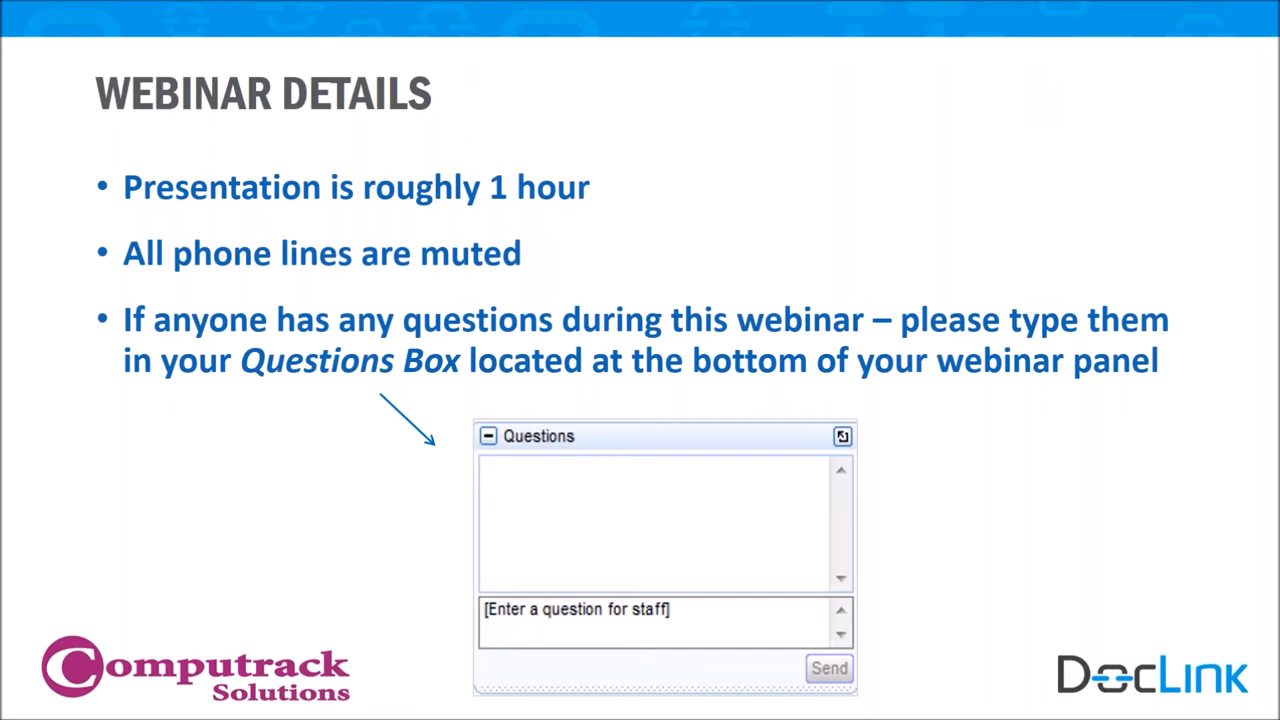 WEBINAR DETAILS
• Presentation is roughly 1 hour
• All phone lines are muted
• If anyone has any questions during this webinar – please type them
in your Questions Box located at the bottom of your webinar panel
Questions
[Enter a question for staff]
Send
Computrack
Solutions
DocLink